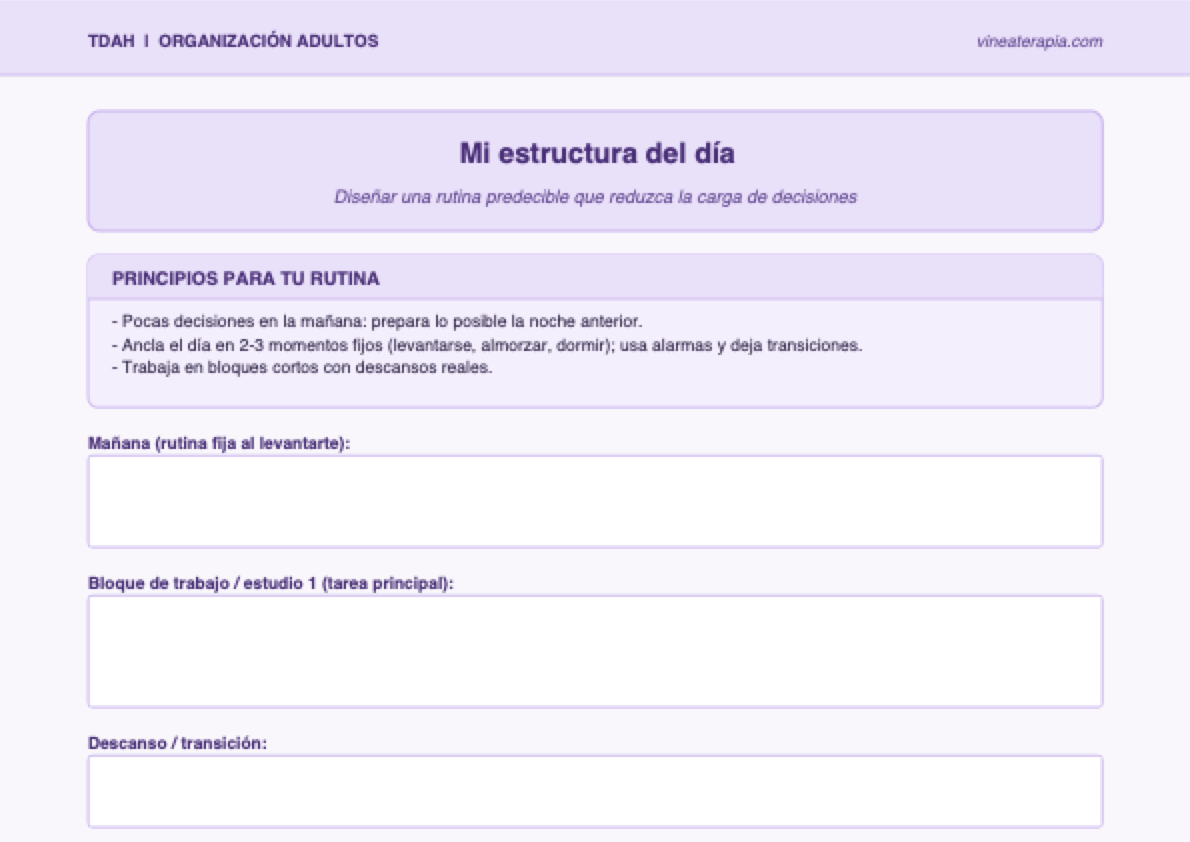 TDAH | ORGANIZACIÓN ADULTOS
vineaterapia.com
Mi estructura del día
Diseñar una rutina predecible que reduzca la carga de decisiones
PRINCIPIOS PARA TU RUTINA
- Pocas decisiones en la mañana: prepara lo posible la noche anterior.
- Ancla el día en 2-3 momentos fijos (levantarse, almorzar, dormir); usa alarmas y deja transiciones.
- Trabaja en bloques cortos con descansos reales.
Mañana (rutina fija al levantarte):
Bloque de trabajo / estudio 1 (tarea principal):
Descanso / transición: